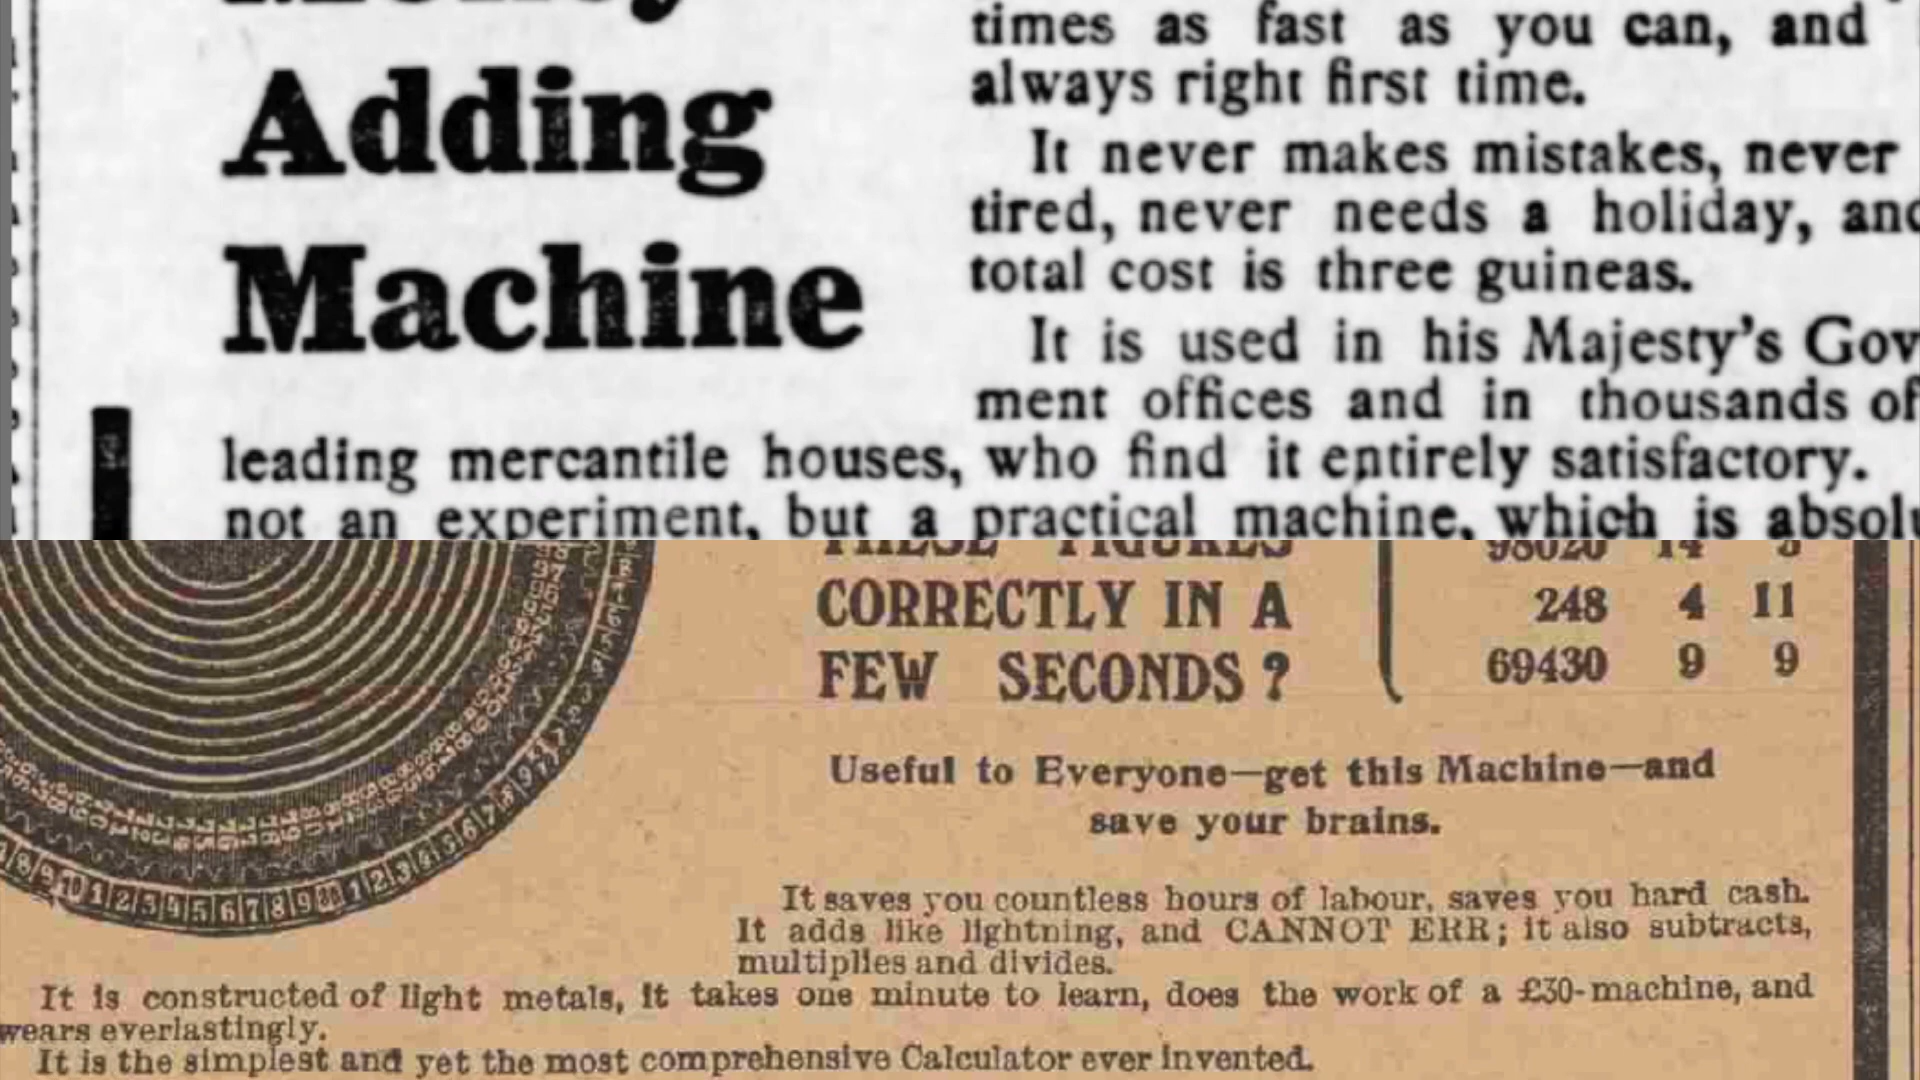 Adding
Machine
times as fast as you can, and
always right first time.
It never makes mistakes, never
tired, never needs a holiday, and
total cost is three guineas.
It is used in his Majesty's Gov
ment offices and in thousands of
leading mercantile houses, who find it entirely satisfactory.
not an experiment, but a practical machine, which is absolu
THESE FIGURES
CORRECTLY IN A
FEW SECONDS ?
98020 14
248 4 11
69430 9 9
Useful to Everyone—get this Machine—and
save your brains.
It saves you countless hours of labour, saves you hard cash.
It adds like lightning, and CANNOT ERR; it also subtracts,
multiplies and divides.
It is constructed of light metals, it takes one minute to learn, does the work of a £30-machine, and
wears everlastingly.
It is the simplest and yet the most comprehensive Calculator ever invented.